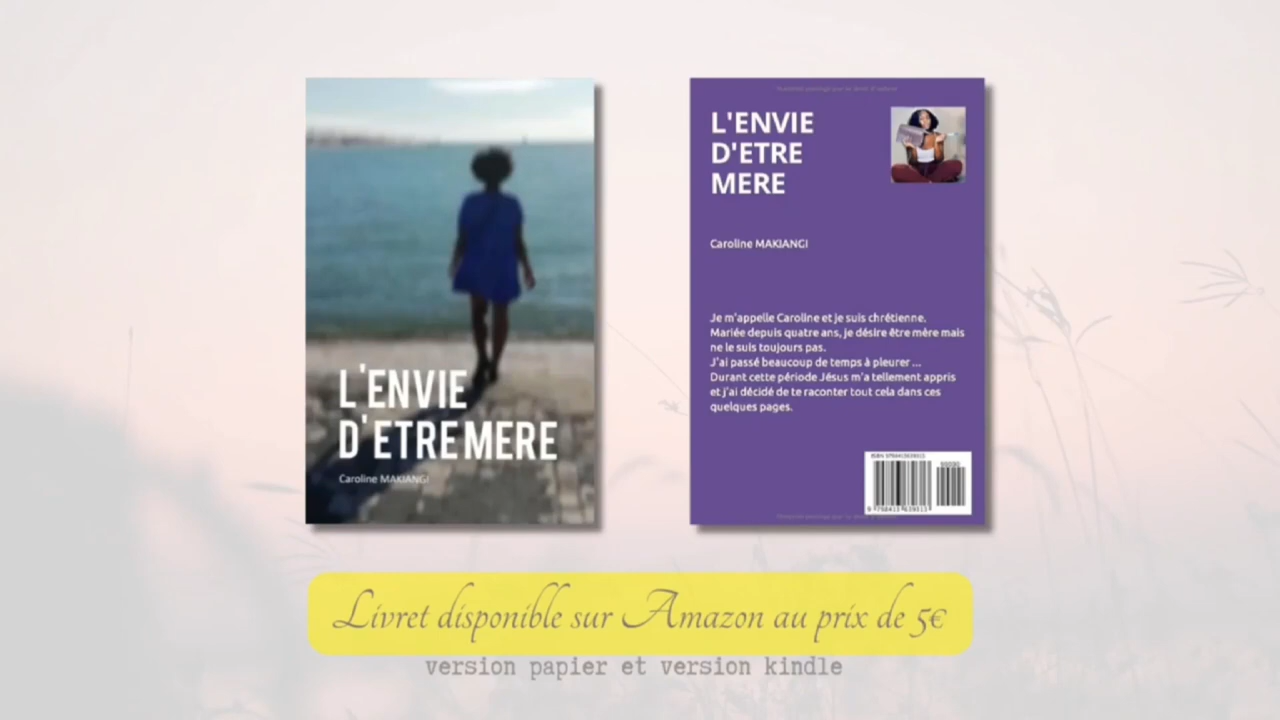 L'ENVIE
D'ETRE MERE
Caroline MAKIANGI
L'ENVIE
D'ETRE
MERE
Caroline MAKIANGI
Je m'appelle Caroline et je suis chrétienne.
Mariée depuis quatre ans, je désire être mère mais
ne le suis toujours pas.
J'ai passé beaucoup de temps à pleurer ...
Durant cette période Jésus m'a tellement appris
et j'ai décidé de te raconter tout cela dans ces
quelques pages.
Livret disponible sur Amazon au prix de 5€
version papier et version kindle